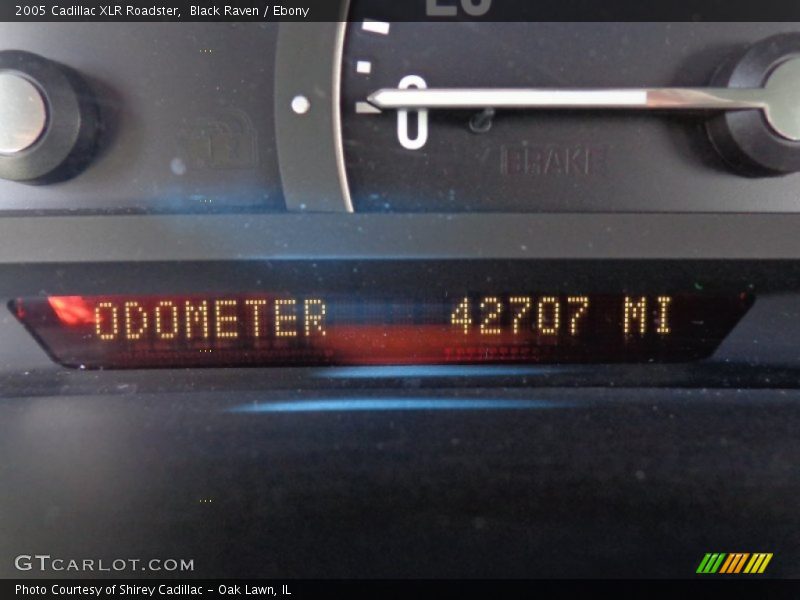 2005 Cadillac XLR Roadster, Black Raven / Ebony
0
BRAKE
ODOMETER 42707 MI
GTCARLOT.COM
Photo Courtesy of Shirey Cadillac - Oak Lawn, IL